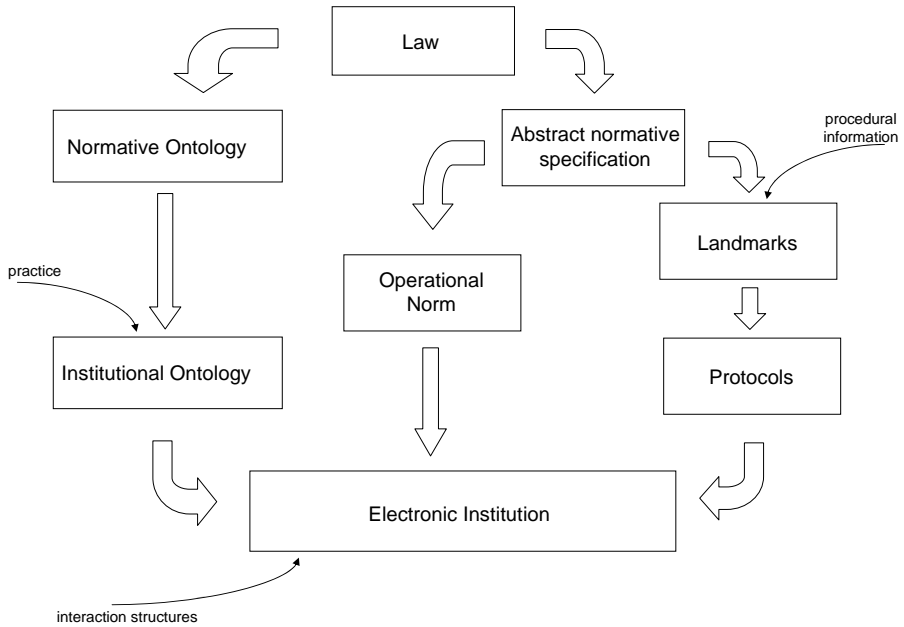 Law
Normative Ontology
Abstract normative
specification
procedural
information
Landmarks
practice
Operational
Norm
Institutional Ontology
Protocols
Electronic Institution
interaction structures